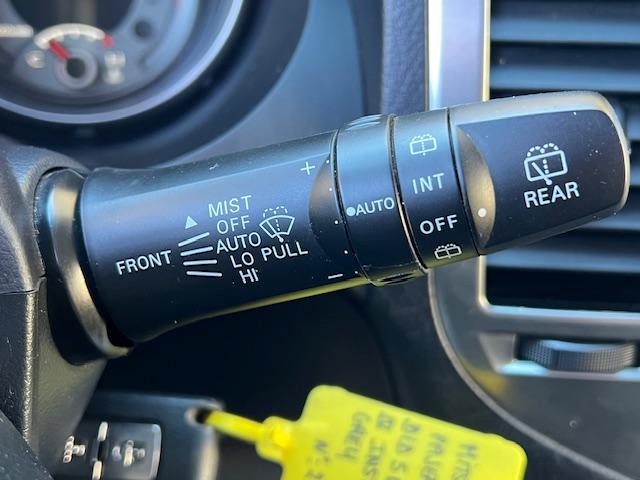 MIST
OFF
FRONT AUTO
LO PULL
HI
+
−
AUTO
INT
OFF
REAR